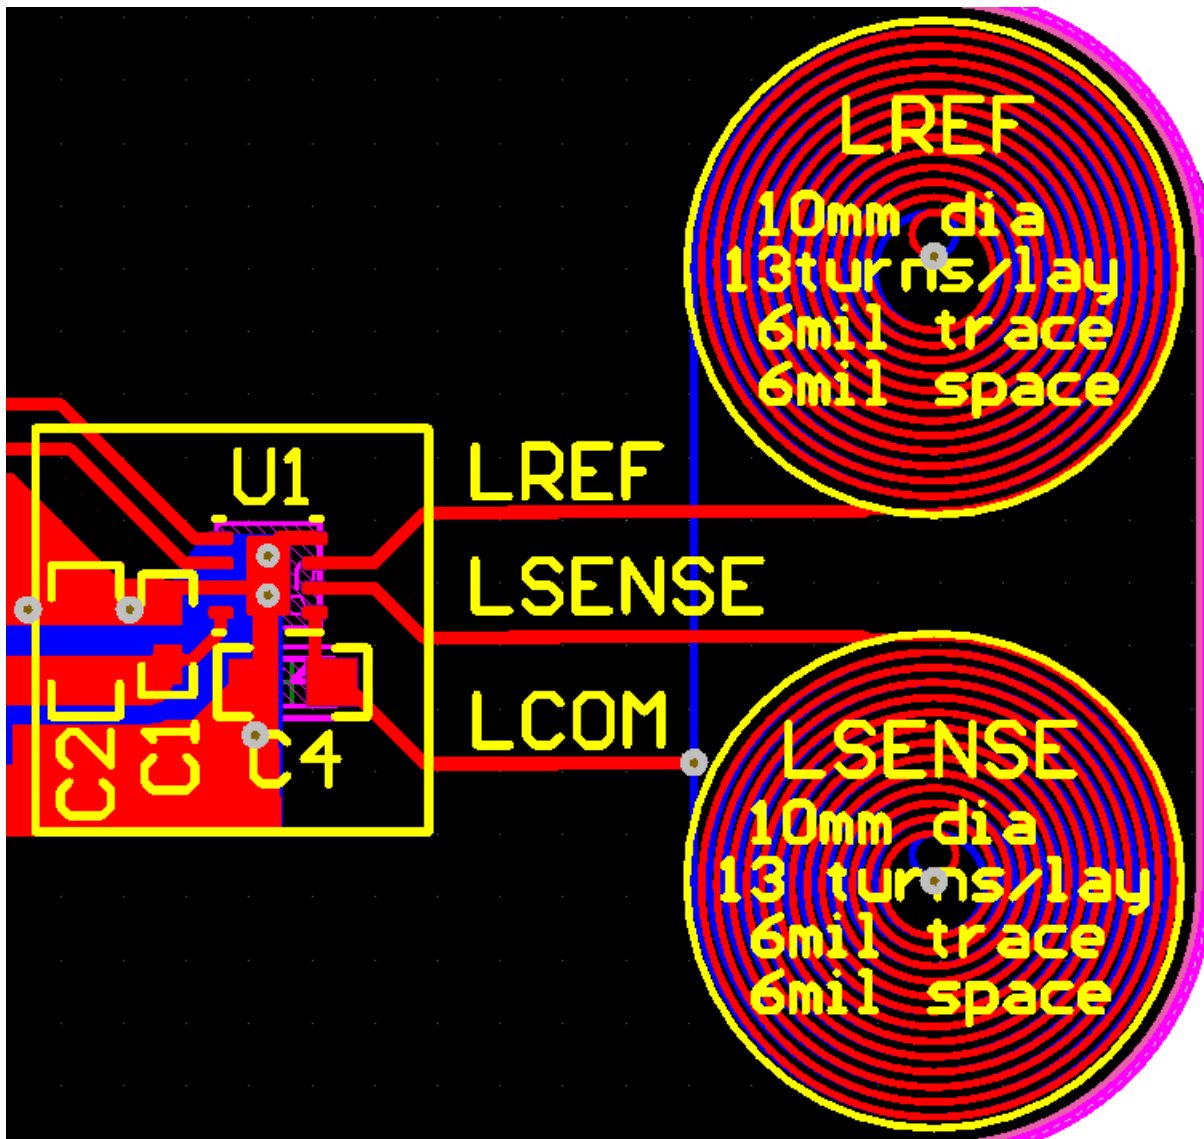 LREF
10mm dia
13turns/lay
6mil trace
6mil space
U1
LREF
LSENSE
LCOM
C2
C1
C4
LSENSE
10mm dia
13 turns/lay
6mil trace
6mil space